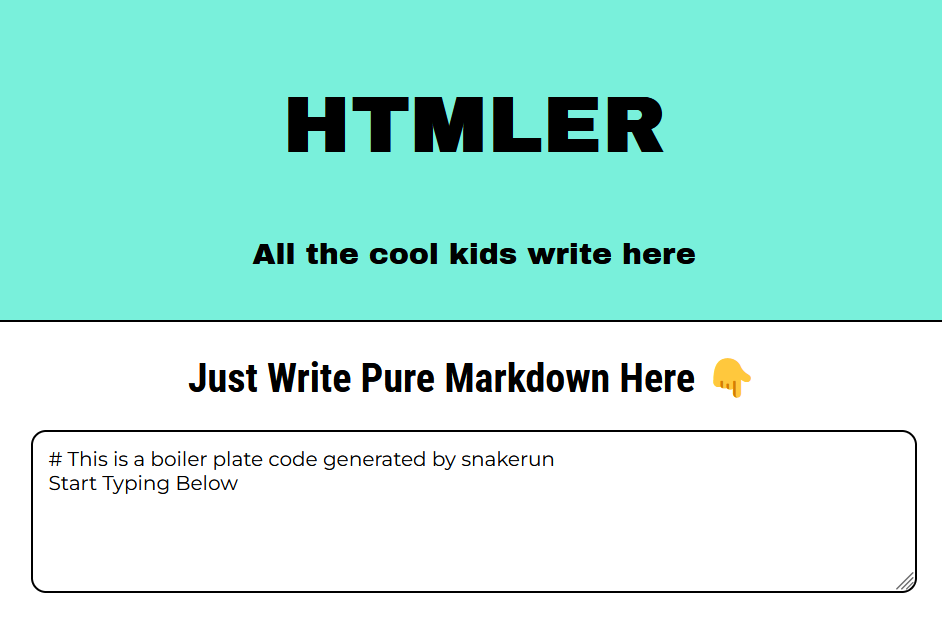 HTMLER
All the cool kids write here
Just Write Pure Markdown Here 👇
# This is a boiler plate code generated by snakerun
Start Typing Below